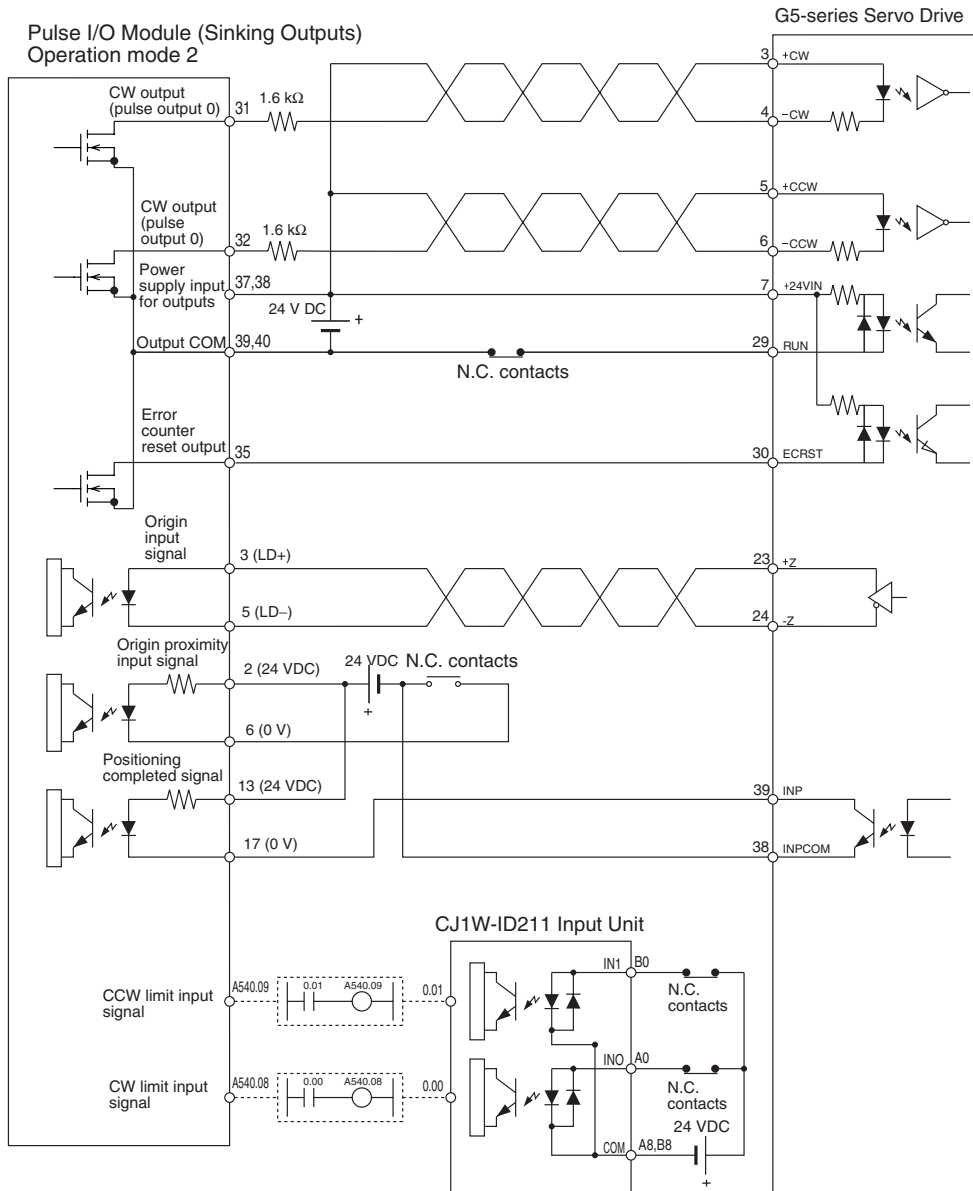 G5-series Servo Drive
Pulse I/O Module (Sinking Outputs)
Operation mode 2
CW output
(pulse output 0)
31
1.6 kΩ
3
+CW
4
−CW
CW output
(pulse
output 0)
32
1.6 kΩ
5
+CCW
6
−CCW
Power
supply input
for outputs
37,38
24 V DC
+
7
+24VIN
Output COM
39,40
N.C. contacts
29
RUN
Error
counter
reset output
35
30
ECRST
Origin
input
signal
3 (LD+)
23
+Z
5 (LD−)
24
-Z
Origin proximity
input signal
2 (24 VDC)
24 VDC
N.C. contacts
+
6 (0 V)
Positioning
completed signal
13 (24 VDC)
39
INP
17 (0 V)
38
INPCOM
CJ1W-ID211 Input Unit
CCW limit input
signal
A540.09
0.01
A540.09
0.01
IN1
B0
N.C.
contacts
CW limit input
signal
A540.08
0.00
A540.08
0.00
INO
A0
N.C.
contacts
24 VDC
COM
A8,B8
+